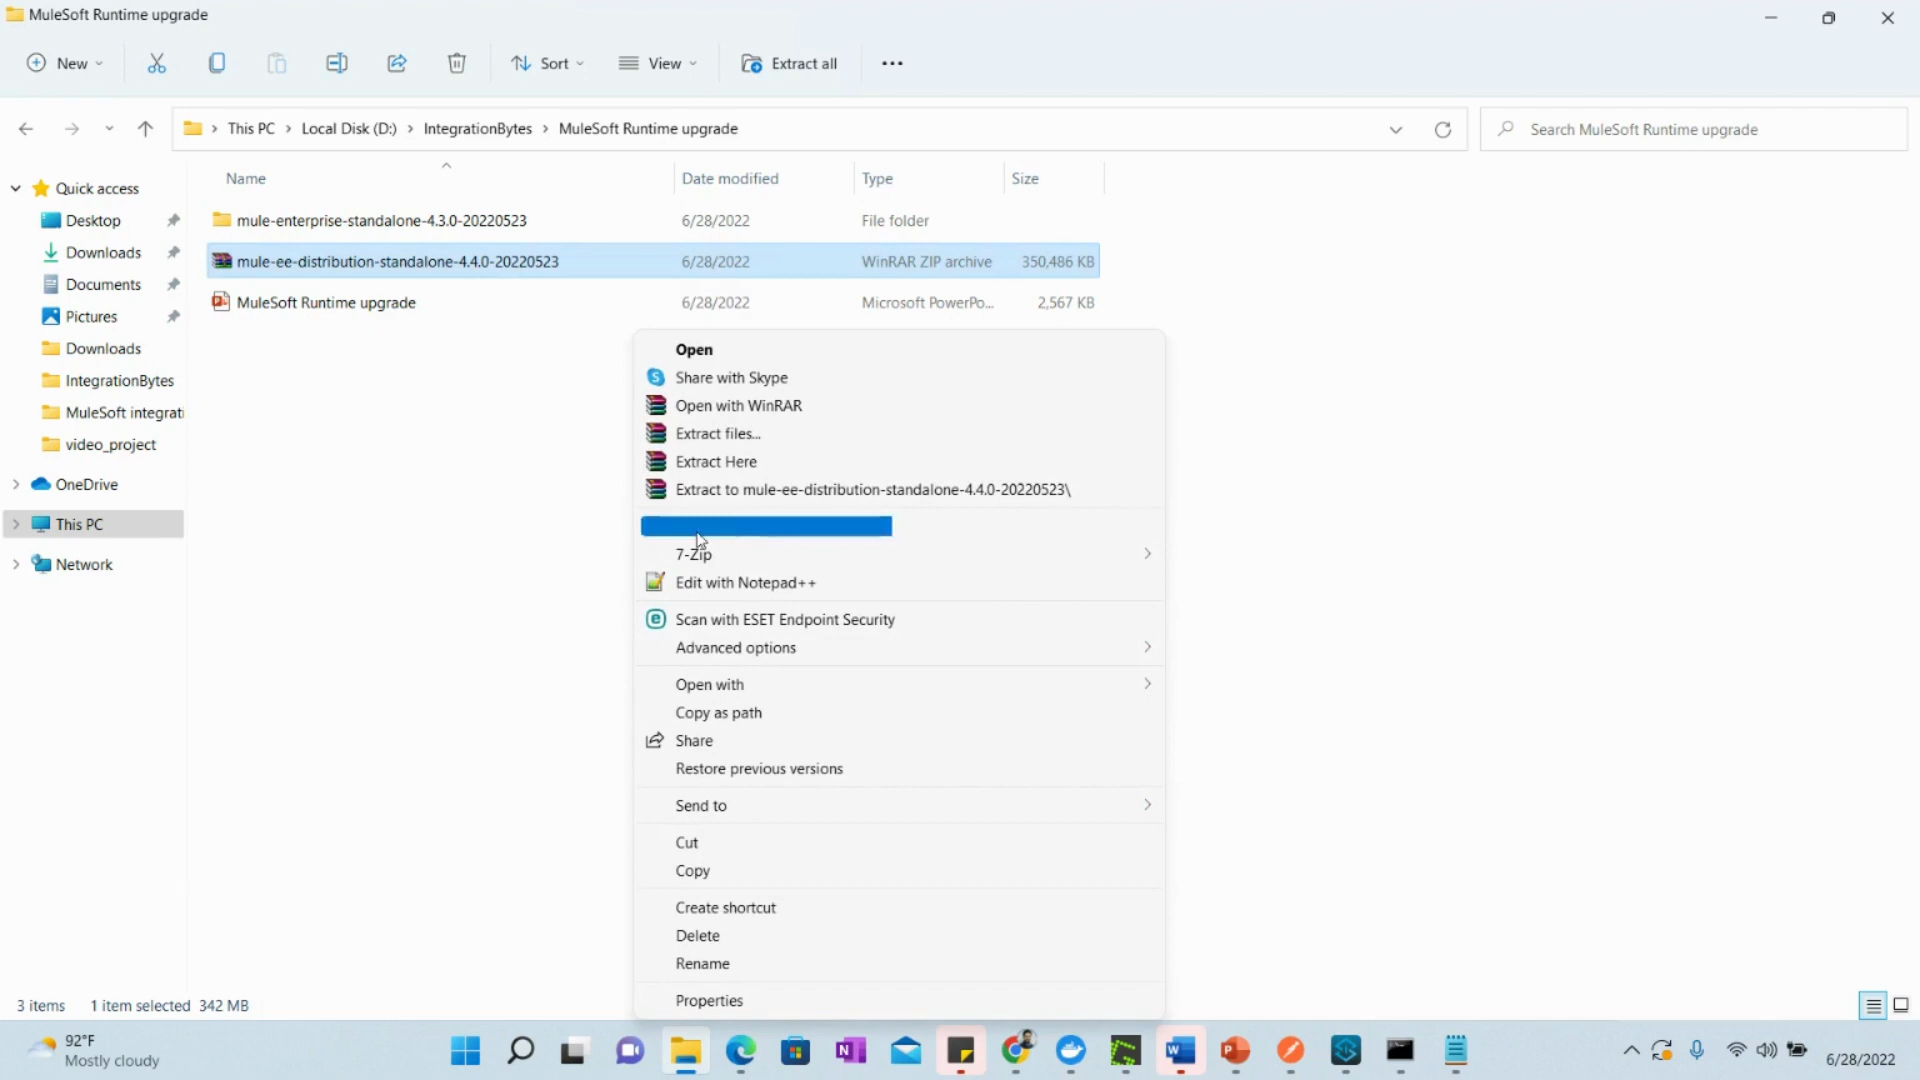 MuleSoft Runtime upgrade
New
Sort
View
Extract all
This PC
Local Disk (D:)
IntegrationBytes
MuleSoft Runtime upgrade
Search MuleSoft Runtime upgrade
Name
Date modified
Type
Size
Quick access
Desktop
Downloads
Documents
Pictures
Downloads
IntegrationBytes
MuleSoft integrati
video_project
OneDrive
This PC
Network
mule-enterprise-standalone-4.3.0-20220523
6/28/2022
File folder
mule-ee-distribution-standalone-4.4.0-20220523
6/28/2022
WinRAR ZIP archive
350,486 KB
MuleSoft Runtime upgrade
6/28/2022
Microsoft PowerPo...
2,567 KB
Open
Share with Skype
Open with WinRAR
Extract files...
Extract Here
Extract to mule-ee-distribution-standalone-4.4.0-20220523\
7-Zip
Edit with Notepad++
Scan with ESET Endpoint Security
Advanced options
Open with
Copy as path
Share
Restore previous versions
Send to
Cut
Copy
Create shortcut
Delete
Rename
Properties
3 items
1 item selected 342 MB
92°F
Mostly cloudy
6/28/2022